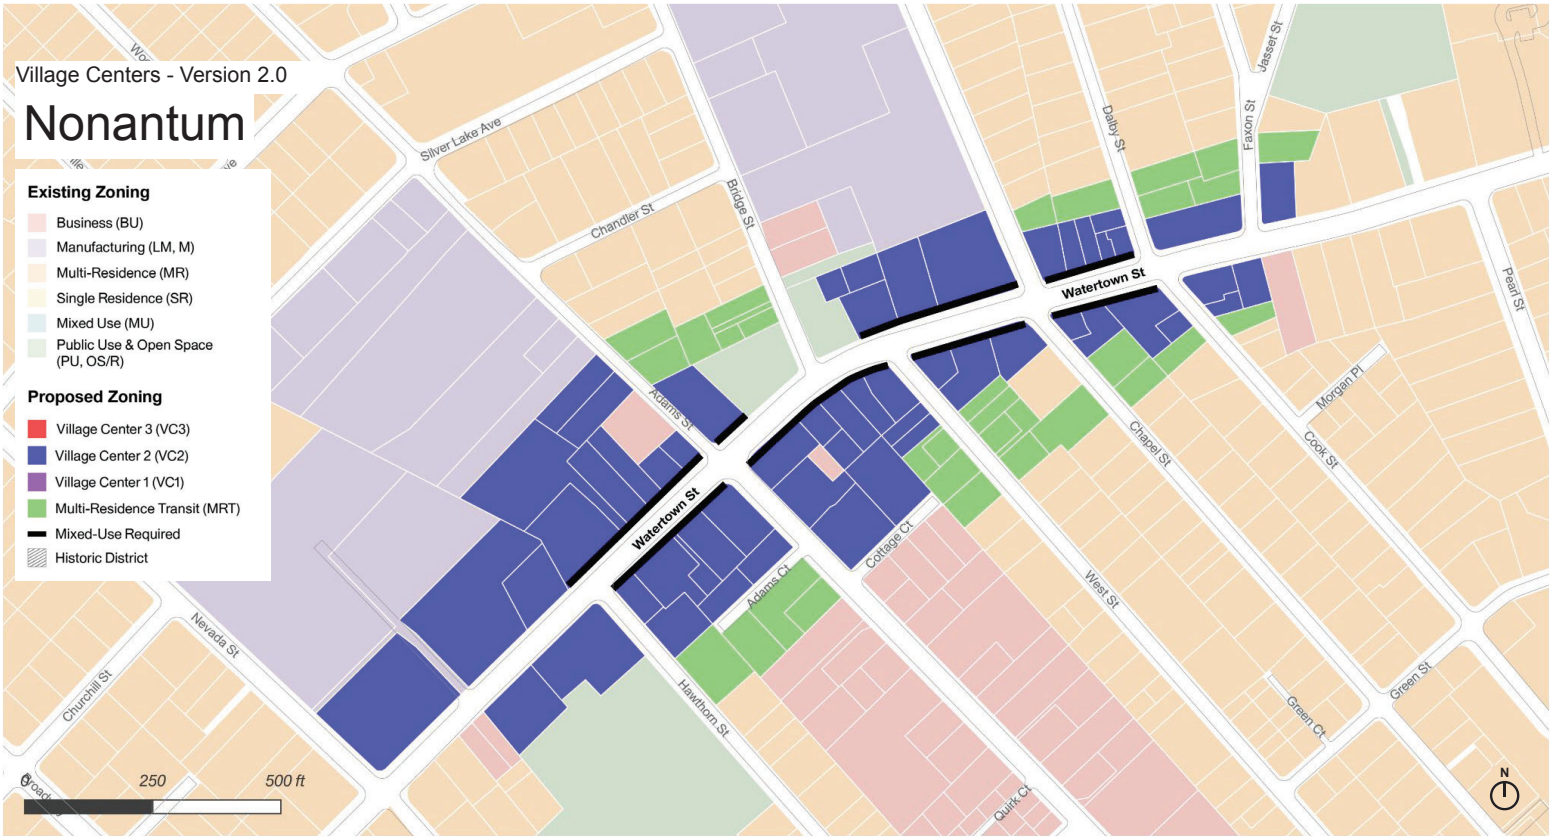 Village Centers - Version 2.0
Nonantum
Existing Zoning
Business (BU)
Manufacturing (LM, M)
Multi-Residence (MR)
Single Residence (SR)
Mixed Use (MU)
Public Use & Open Space
(PU, OS/R)
Proposed Zoning
Village Center 3 (VC3)
Village Center 2 (VC2)
Village Center 1 (VC1)
Multi-Residence Transit (MRT)
Mixed-Use Required
Historic District
Silver Lake Ave
Chandler St
Bridge St
Dalby St
Faxon St
Jasset St
Pearl St
Watertown St
Adams St
Watertown St
Morgan Pl
Cook St
Chapel St
Cottage Ct
Adams Ct
West St
Nevada St
Churchill St
Hawthorn St
Green St
Green Ct
Quirk Ct
0
250
500 ft
N